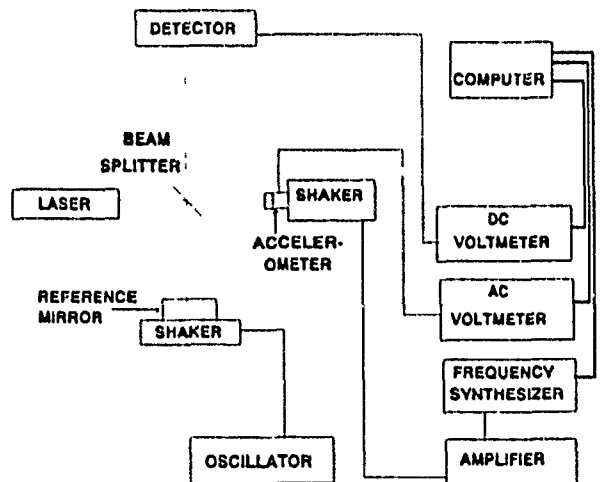 DETECTOR
COMPUTER
BEAM
SPLITTER
LASER
SHAKER
ACCELER-
OMETER
DC
VOLTMETER
AC
VOLTMETER
REFERENCE
MIRROR
SHAKER
FREQUENCY
SYNTHESIZER
OSCILLATOR
AMPLIFIER